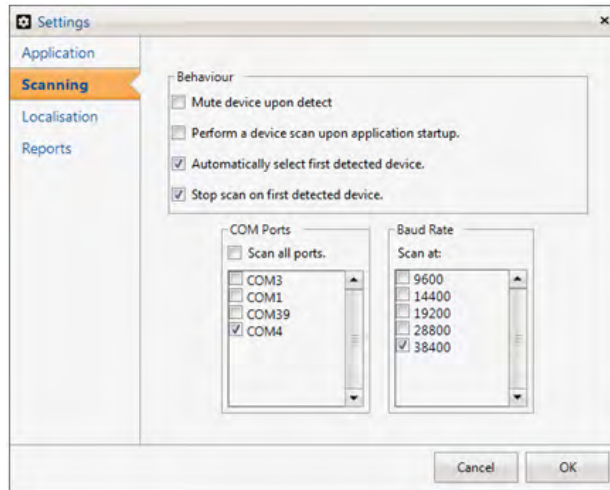 Settings
Application
Scanning
Localisation
Reports
Behaviour
Mute device upon detect
Perform a device scan upon application startup.
Automatically select first detected device.
Stop scan on first detected device.
COM Ports
Scan all ports.
COM3
COM1
COM39
COM4
Baud Rate
Scan at:
9600
14400
19200
28800
38400
Cancel
OK